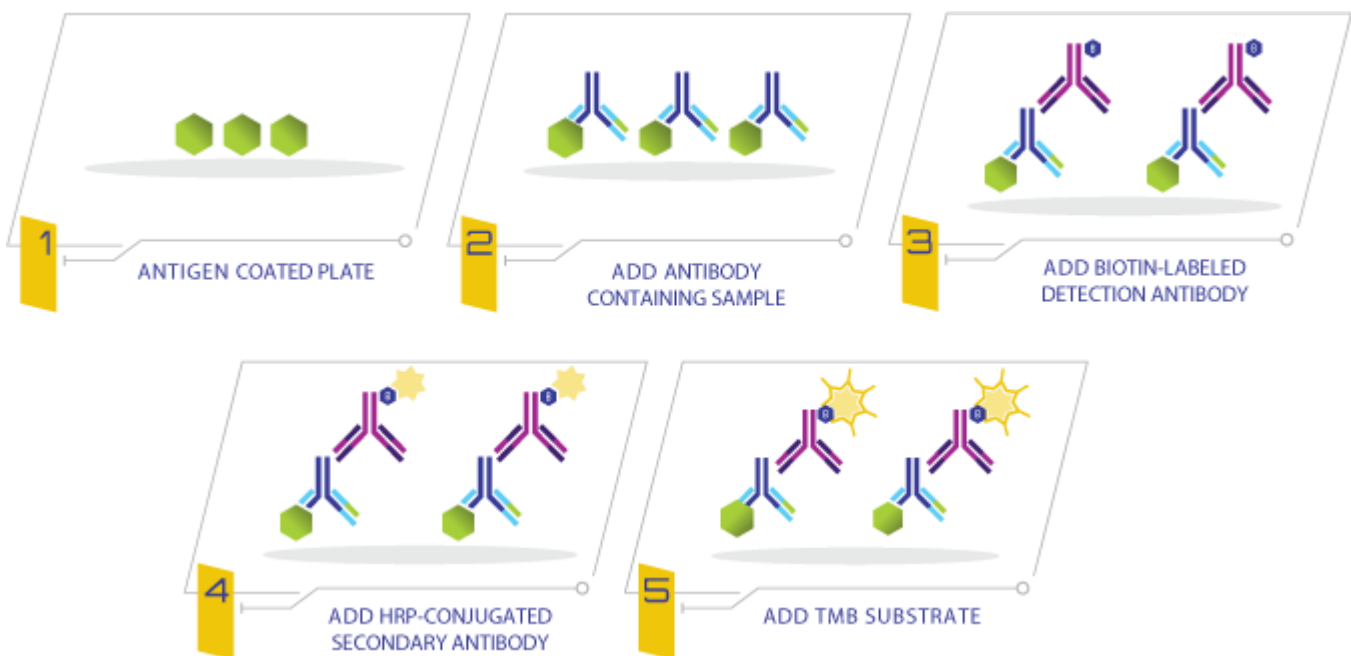 1
ANTIGEN COATED PLATE
2
ADD ANTIBODY
CONTAINING SAMPLE
B
B
3
ADD BIOTIN-LABELED
DETECTION ANTIBODY
B
B
4
ADD HRP-CONJUGATED
SECONDARY ANTIBODY
B
B
5
ADD TMB SUBSTRATE